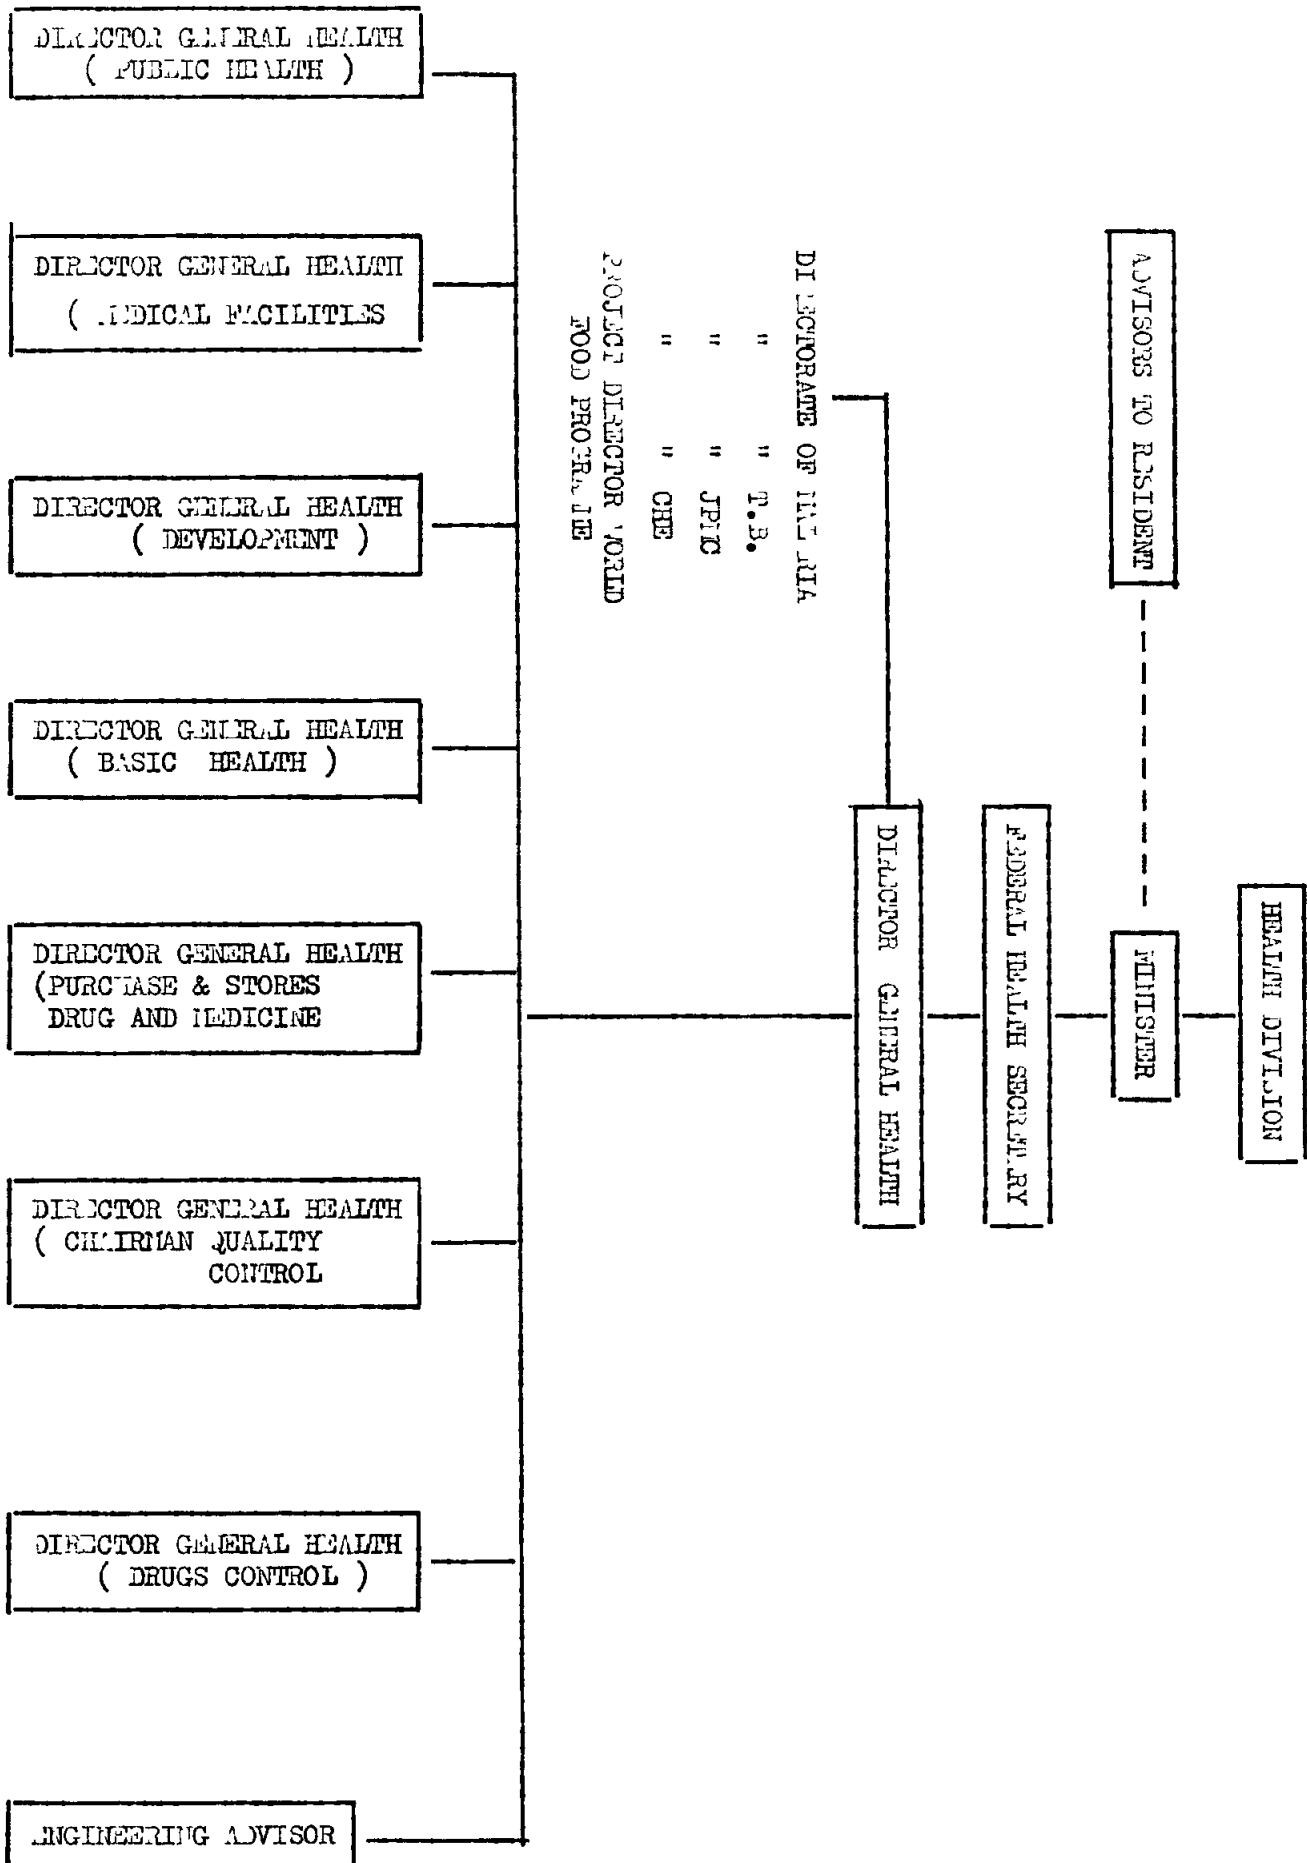 HEALTH DIVISION
MINISTER
ADVISORS TO PRESIDENT
FEDERAL HEALTH SECRETARY
DIRECTOR GENERAL HEALTH
DIRECTORATE OF MALARIA
" " T.B.
" " JPMC
" " CHE
PROJECT DIRECTOR WORLD
FOOD PROGRAMME
DIRECTOR GENERAL HEALTH
( PUBLIC HEALTH )
DIRECTOR GENERAL HEALTH
( MEDICAL FACILITIES
DIRECTOR GENERAL HEALTH
( DEVELOPMENT )
DIRECTOR GENERAL HEALTH
( BASIC HEALTH )
DIRECTOR GENERAL HEALTH
(PURCHASE & STORES
DRUG AND MEDICINE
DIRECTOR GENERAL HEALTH
( CHAIRMAN QUALITY
CONTROL
DIRECTOR GENERAL HEALTH
( DRUGS CONTROL )
ENGINEERING ADVISOR